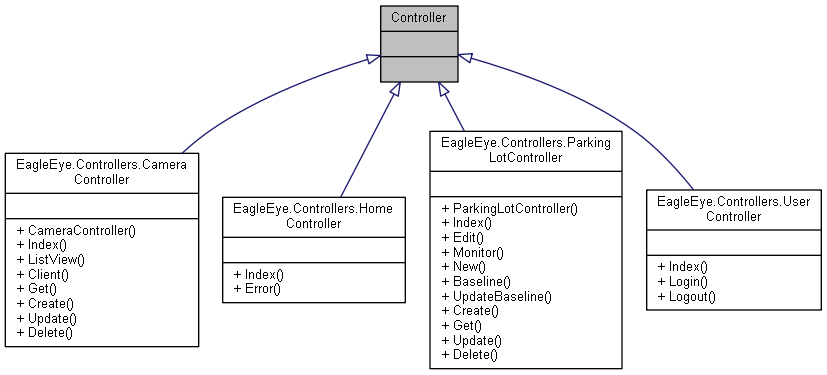 Controller
EagleEye.Controllers.Camera
Controller
+ CameraController()
+ Index()
+ ListView()
+ Client()
+ Get()
+ Create()
+ Update()
+ Delete()
EagleEye.Controllers.Home
Controller
+ Index()
+ Error()
EagleEye.Controllers.Parking
LotController
+ ParkingLotController()
+ Index()
+ Edit()
+ Monitor()
+ New()
+ Baseline()
+ UpdateBaseline()
+ Create()
+ Get()
+ Update()
+ Delete()
EagleEye.Controllers.User
Controller
+ Index()
+ Login()
+ Logout()